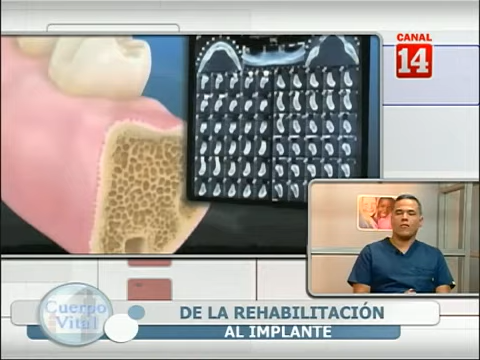 CANAL
14
DE LA REHABILITACIÓN
AL IMPLANTE
Cuerpo
Vital